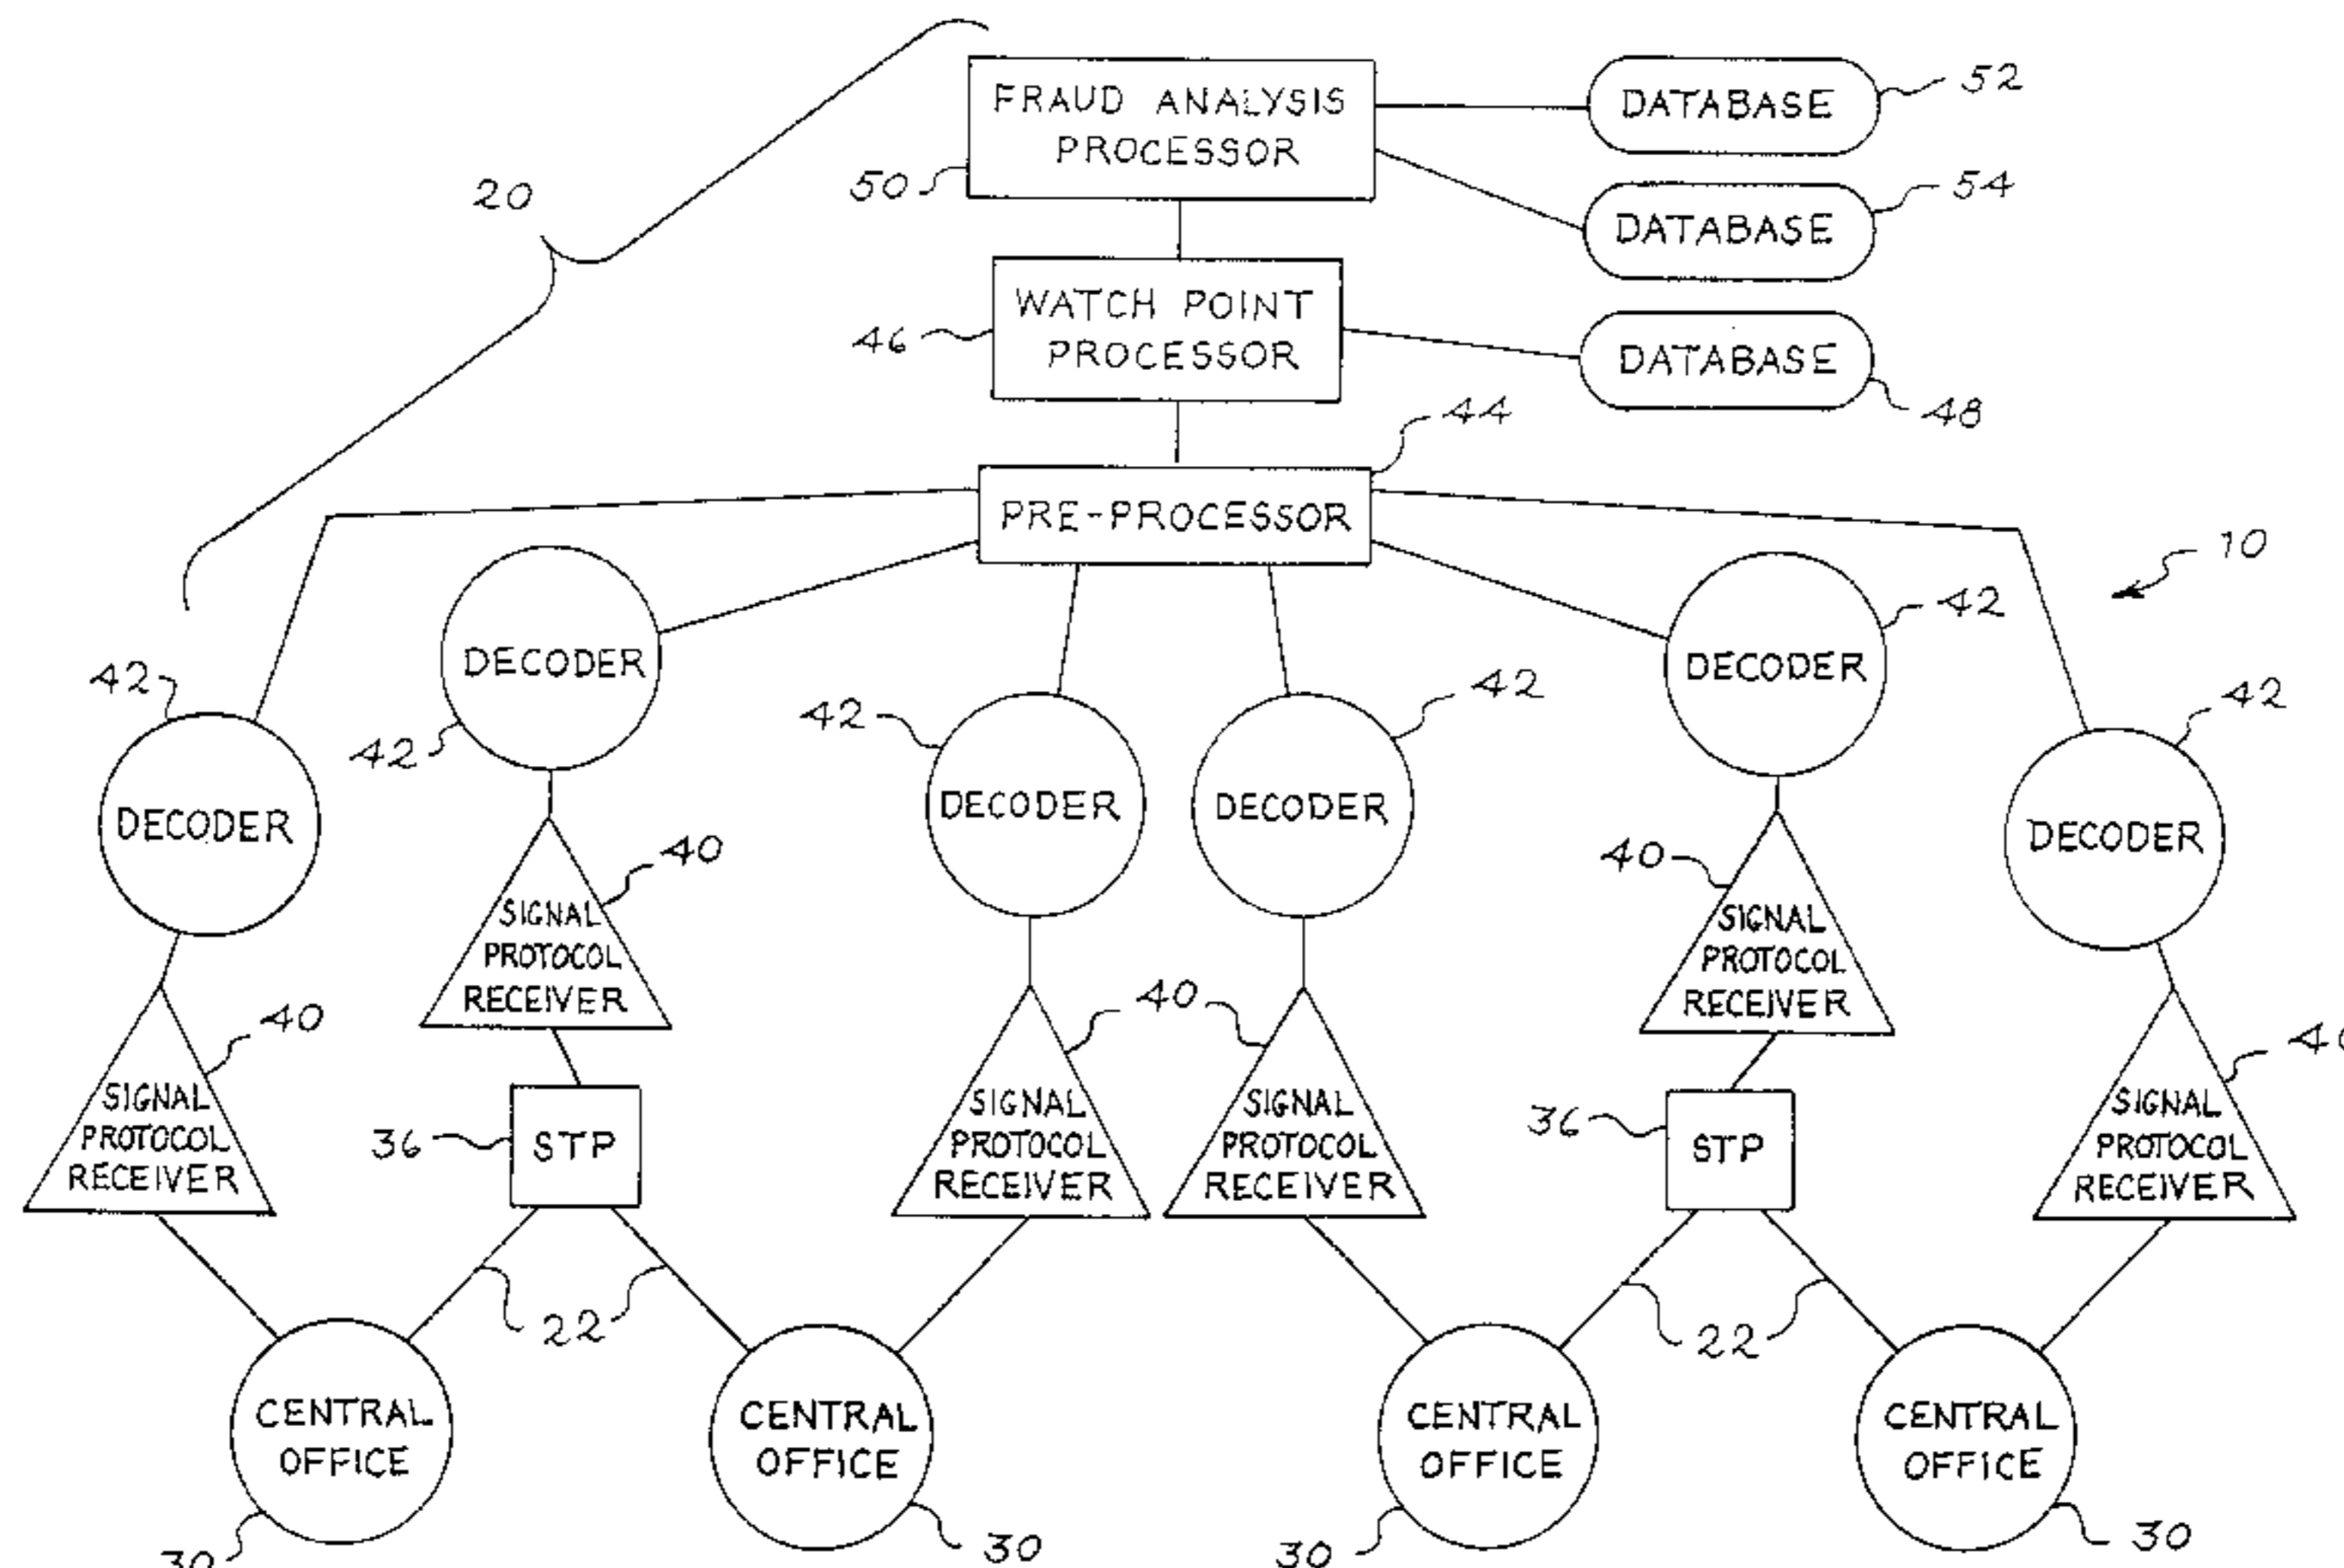 FRAUD ANALYSIS
PROCESSOR
50
DATABASE
52
DATABASE
54
20
WATCH POINT
PROCESSOR
46
DATABASE
48
44
PRE-PROCESSOR
10
DECODER
42
DECODER
42
DECODER
42
DECODER
42
DECODER
42
DECODER
42
SIGNAL
PROTOCOL
RECEIVER
40
SIGNAL
PROTOCOL
RECEIVER
40
SIGNAL
PROTOCOL
RECEIVER
40
SIGNAL
PROTOCOL
RECEIVER
SIGNAL
PROTOCOL
RECEIVER
40
SIGNAL
PROTOCOL
RECEIVER
40
36
STP
36
STP
22
22
CENTRAL
OFFICE
30
CENTRAL
OFFICE
30
CENTRAL
OFFICE
30
CENTRAL
OFFICE
30